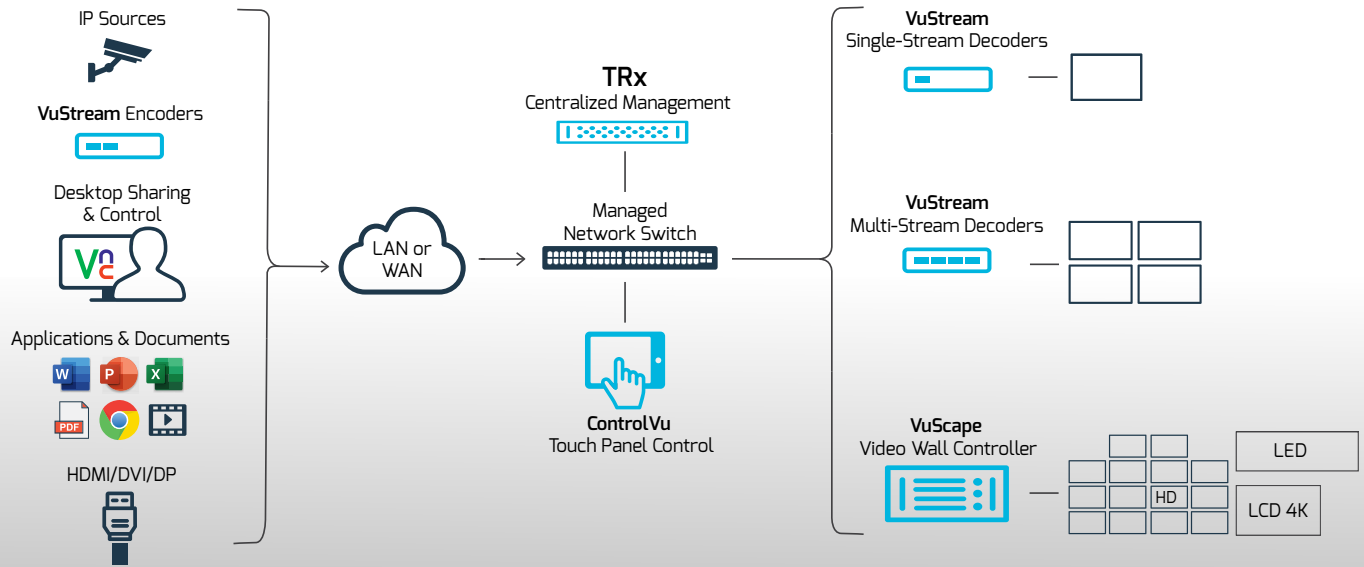 IP Sources
VuStream Encoders
Desktop Sharing
& Control
Vnc
Applications & Documents
W
P
X
PDF
HDMI/DVI/DP
LAN or
WAN
TRx
Centralized Management
Managed
Network Switch
ControlVu
Touch Panel Control
VuStream
Single-Stream Decoders
VuStream
Multi-Stream Decoders
VuScape
Video Wall Controller
HD
LED
LCD 4K